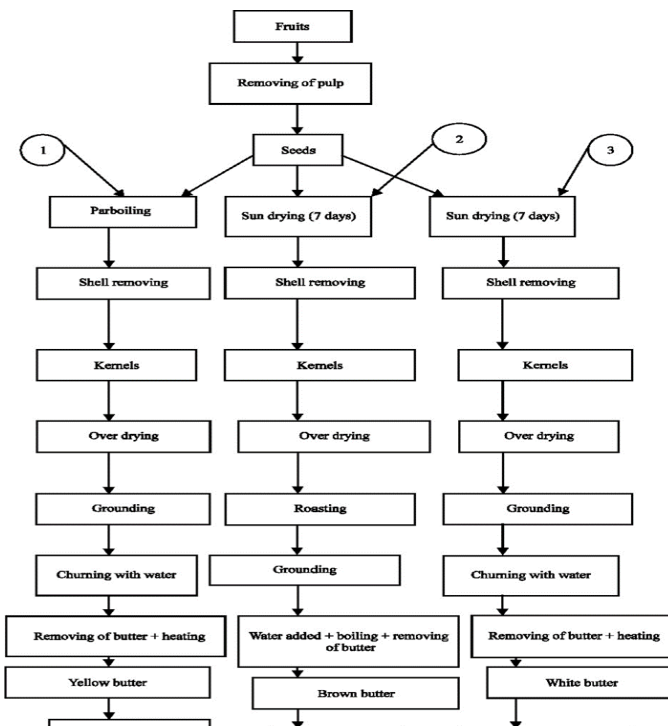 Fruits
Removing of pulp
1
2
3
Seeds
Parboiling
Sun drying (7 days)
Sun drying (7 days)
Shell removing
Shell removing
Shell removing
Kernels
Kernels
Kernels
Over drying
Over drying
Over drying
Grounding
Roasting
Grounding
Churning with water
Grounding
Churning with water
Removing of butter + heating
Water added + boiling + removing
of butter
Removing of butter + heating
Yellow butter
Brown butter
White butter